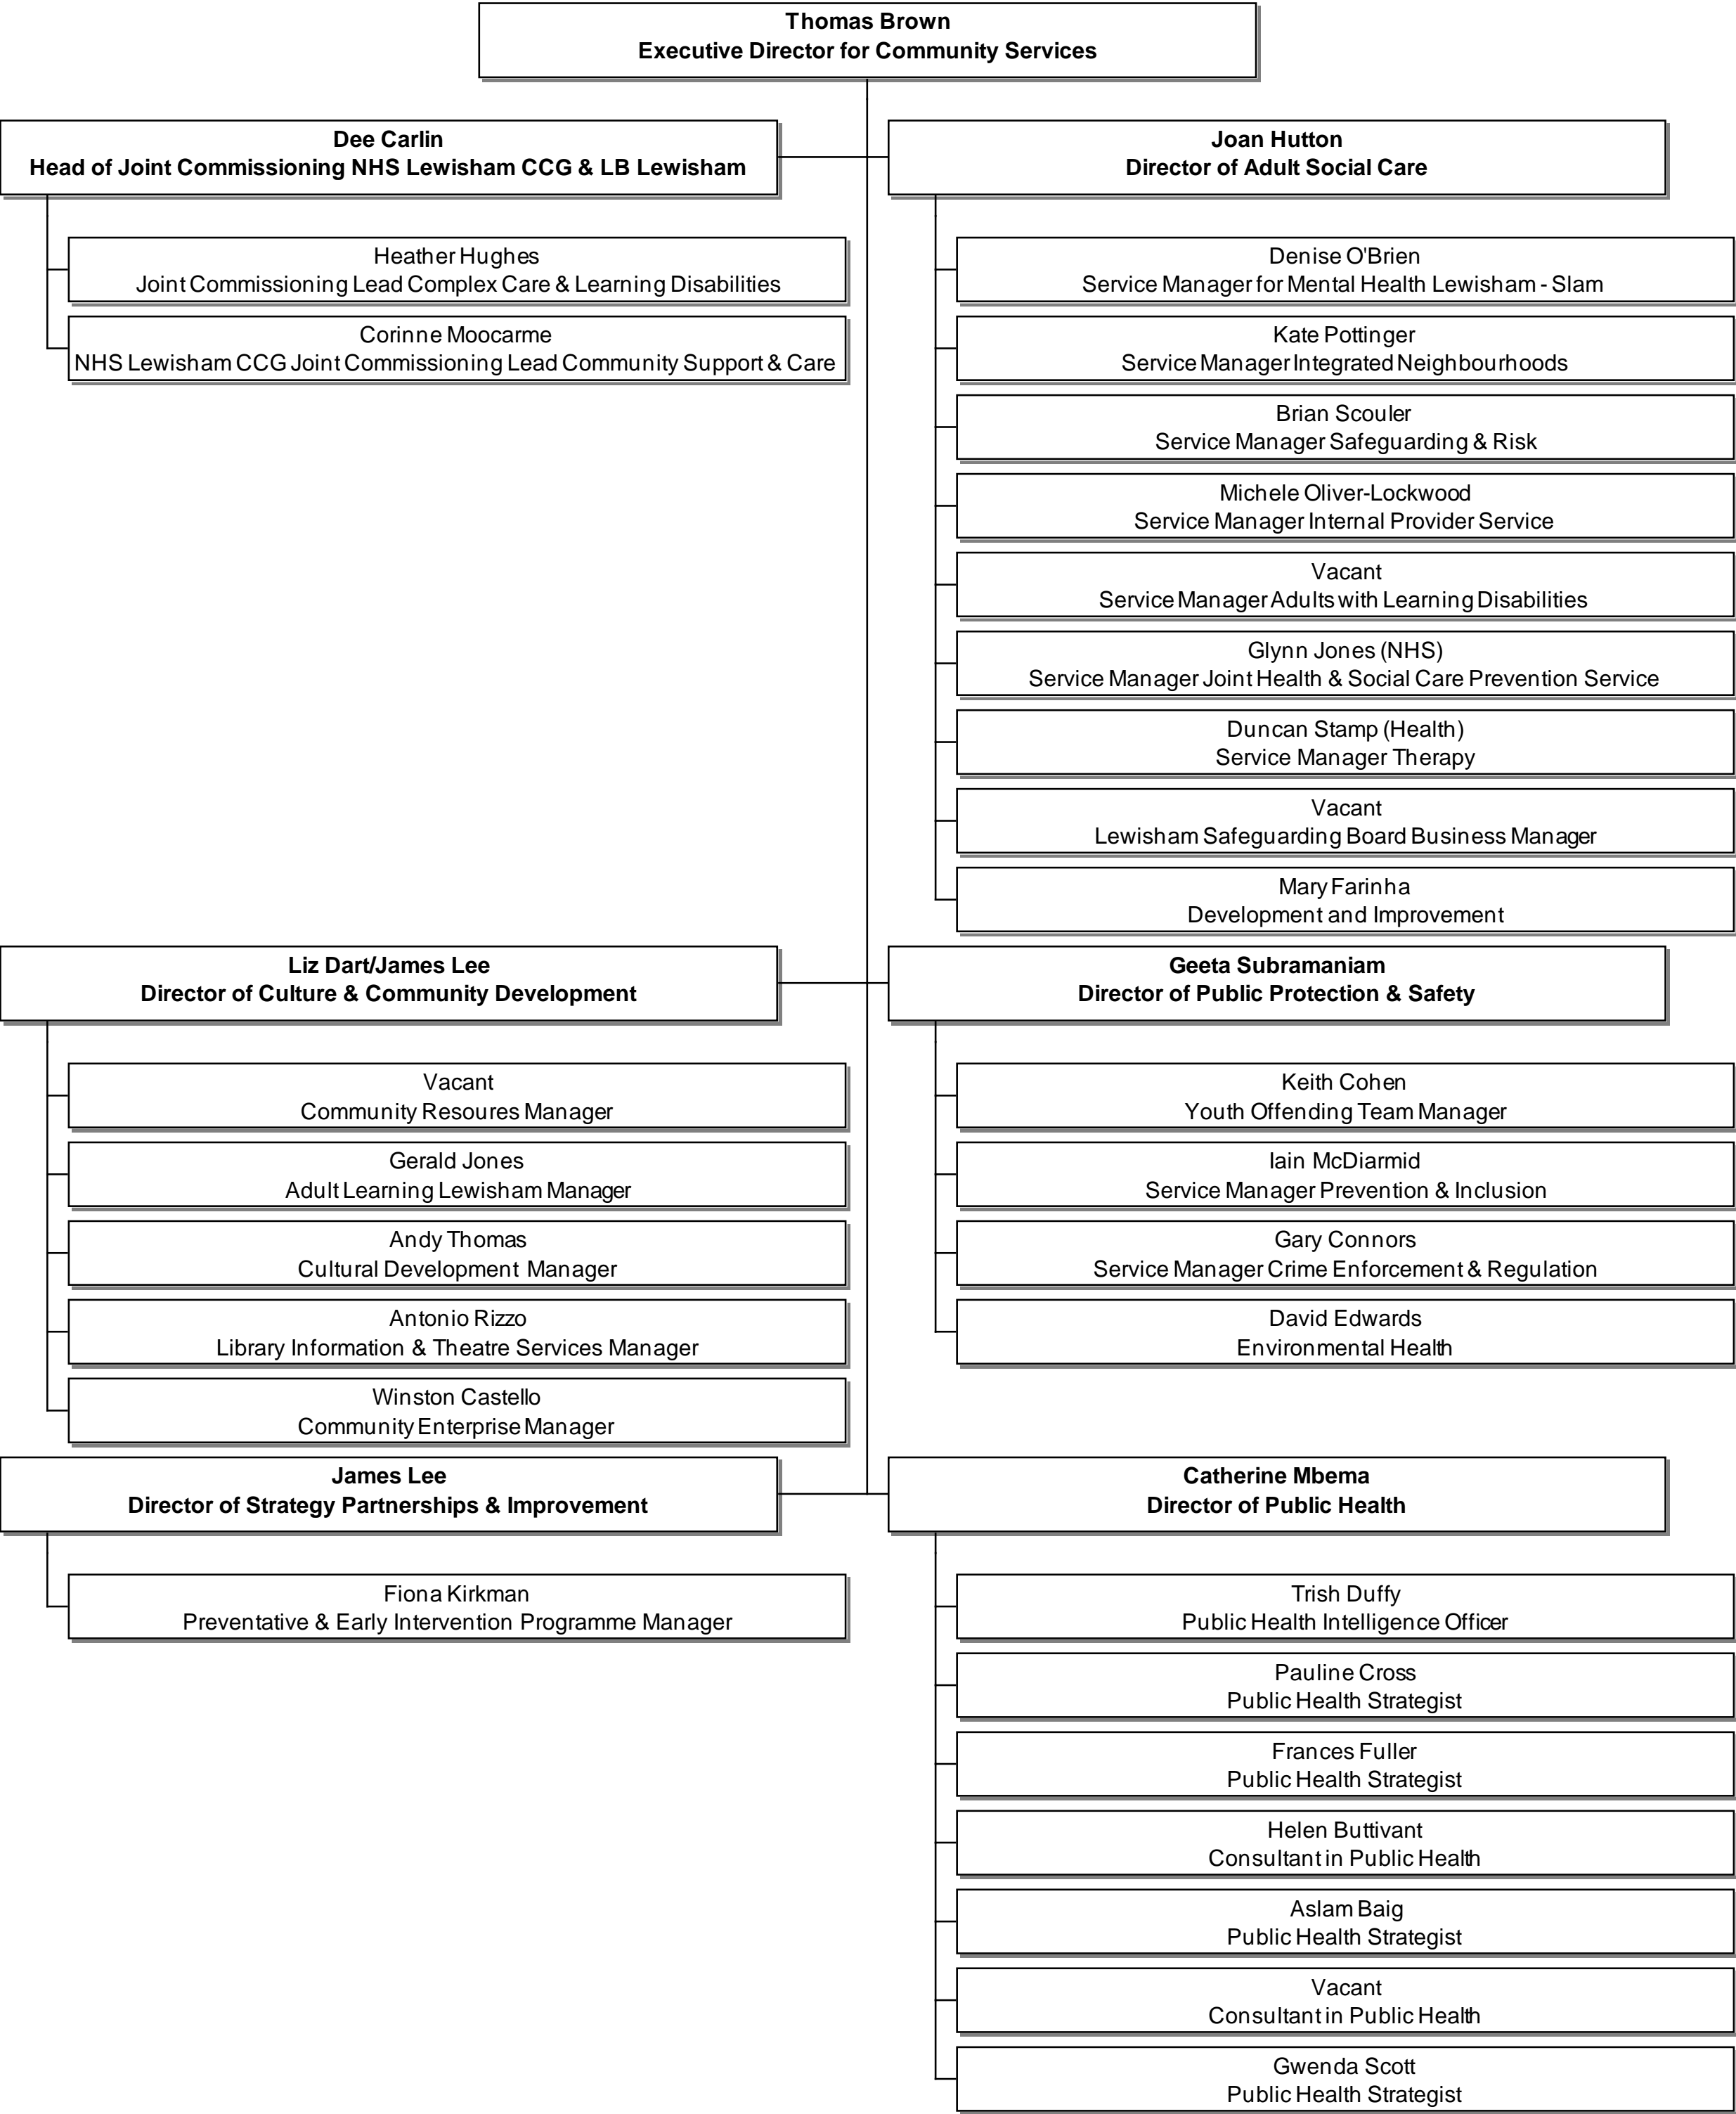 Thomas Brown
Executive Director for Community Services
Dee Carlin
Head of Joint Commissioning NHS Lewisham CCG & LB Lewisham
Heather Hughes
Joint Commissioning Lead Complex Care & Learning Disabilities
Corinne Moocarme
NHS Lewisham CCG Joint Commissioning Lead Community Support & Care
Joan Hutton
Director of Adult Social Care
Denise O'Brien
Service Manager for Mental Health Lewisham - Slam
Kate Pottinger
Service Manager Integrated Neighbourhoods
Brian Scouler
Service Manager Safeguarding & Risk
Michele Oliver-Lockwood
Service Manager Internal Provider Service
Vacant
Service Manager Adults with Learning Disabilities
Glynn Jones (NHS)
Service Manager Joint Health & Social Care Prevention Service
Duncan Stamp (Health)
Service Manager Therapy
Vacant
Lewisham Safeguarding Board Business Manager
Mary Farinha
Development and Improvement
Liz Dart/James Lee
Director of Culture & Community Development
Vacant
Community Resoures Manager
Gerald Jones
Adult Learning Lewisham Manager
Andy Thomas
Cultural Development Manager
Antonio Rizzo
Library Information & Theatre Services Manager
Winston Castello
Community Enterprise Manager
Geeta Subramaniam
Director of Public Protection & Safety
Keith Cohen
Youth Offending Team Manager
Iain McDiarmid
Service Manager Prevention & Inclusion
Gary Connors
Service Manager Crime Enforcement & Regulation
David Edwards
Environmental Health
James Lee
Director of Strategy Partnerships & Improvement
Fiona Kirkman
Preventative & Early Intervention Programme Manager
Catherine Mbema
Director of Public Health
Trish Duffy
Public Health Intelligence Officer
Pauline Cross
Public Health Strategist
Frances Fuller
Public Health Strategist
Helen Buttivant
Consultant in Public Health
Aslam Baig
Public Health Strategist
Vacant
Consultant in Public Health
Gwenda Scott
Public Health Strategist